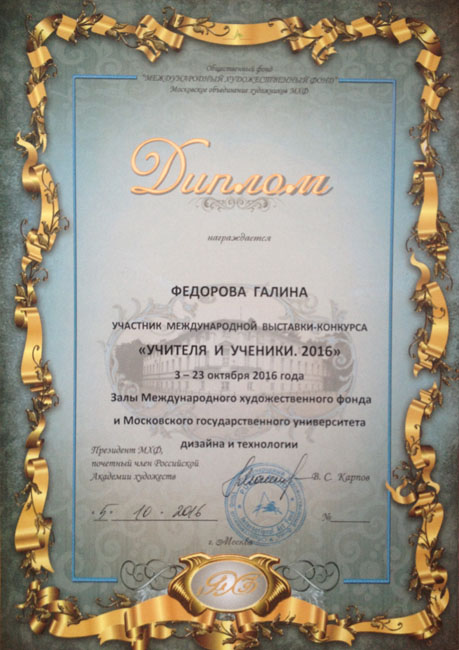 Общественный фонд
"МЕЖДУНАРОДНЫЙ ХУДОЖЕСТВЕННЫЙ ФОНД"
Московское объединение художников МХФ
Диплом
награждается
ФЕДОРОВА ГАЛИНА
УЧАСТНИК МЕЖДУНАРОДНОЙ ВЫСТАВКИ-КОНКУРСА
«УЧИТЕЛЯ И УЧЕНИКИ. 2016»
3 – 23 октября 2016 года
Залы Международного художественного фонда
и Московского государственного университета
дизайна и технологии
Президент МХФ,
почетный член Российской
Академии художеств
В. С. Карпов
5. 10 - 2016
№
г. Москва